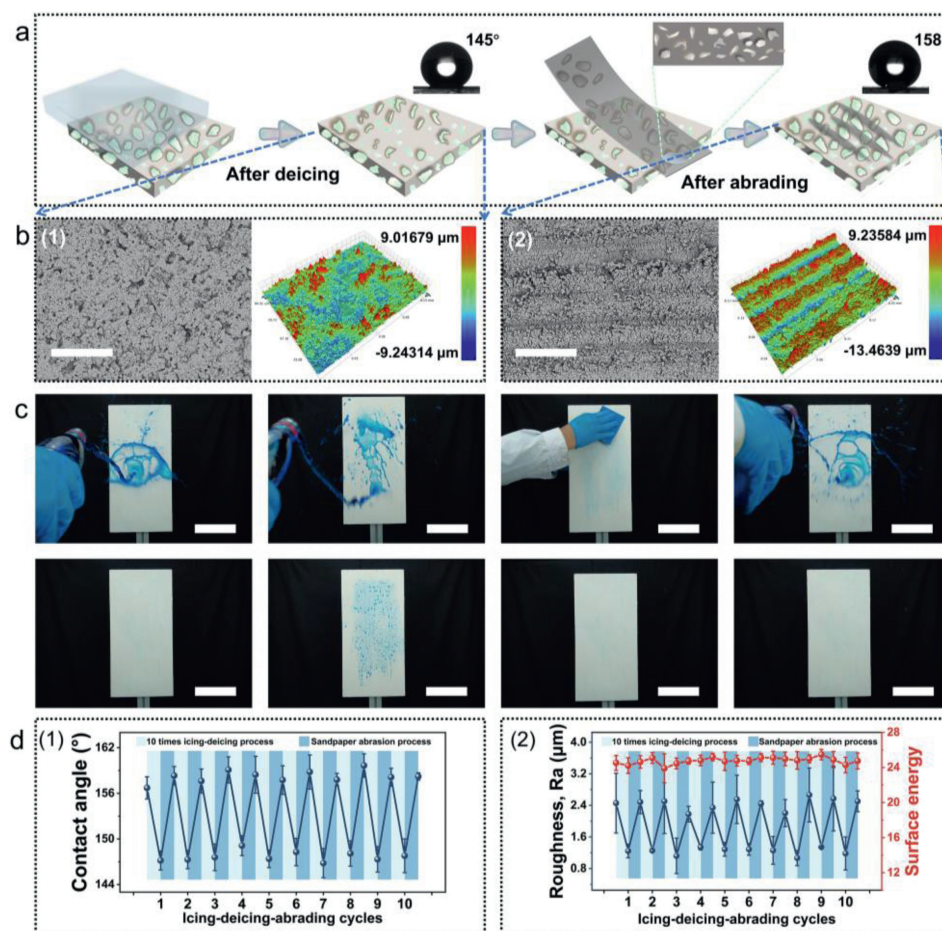 a
145°
158
After deicing
After abrading
b
(1)
9.01679 µm
-9.24314 µm
(2)
9.23584 µm
-13.4639 µm
c
d
(1)
10 times icing-deicing process
Sandpaper abrasion process
Contact angle (°)
162
156
150
144
1 2 3 4 5 6 7 8 9 10
Icing-deicing-abrading cycles
(2)
10 times icing-deicing process
Sandpaper abrasion process
Roughness, Ra (µm)
4.0
3.2
2.4
1.6
0.8
Surface energy
28
24
20
16
12
1 2 3 4 5 6 7 8 9 10
Icing-deicing-abrading cycles